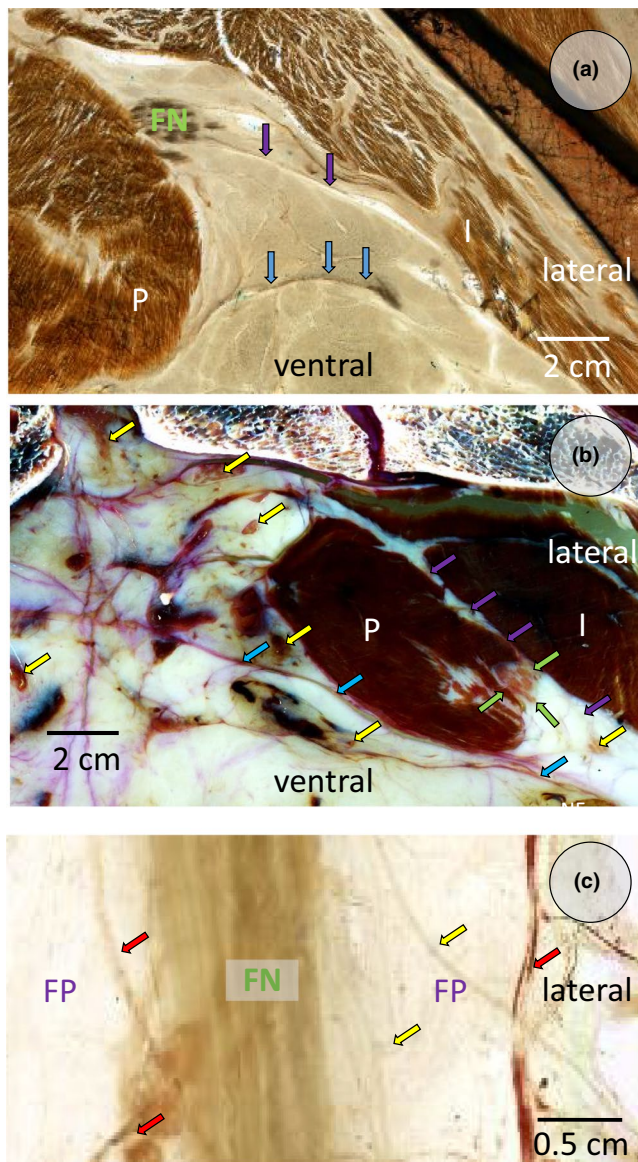 (a)
FN
P
I
lateral
2 cm
ventral
(b)
lateral
P
I
2 cm
ventral
(c)
FP
FN
FP
lateral
0.5 cm